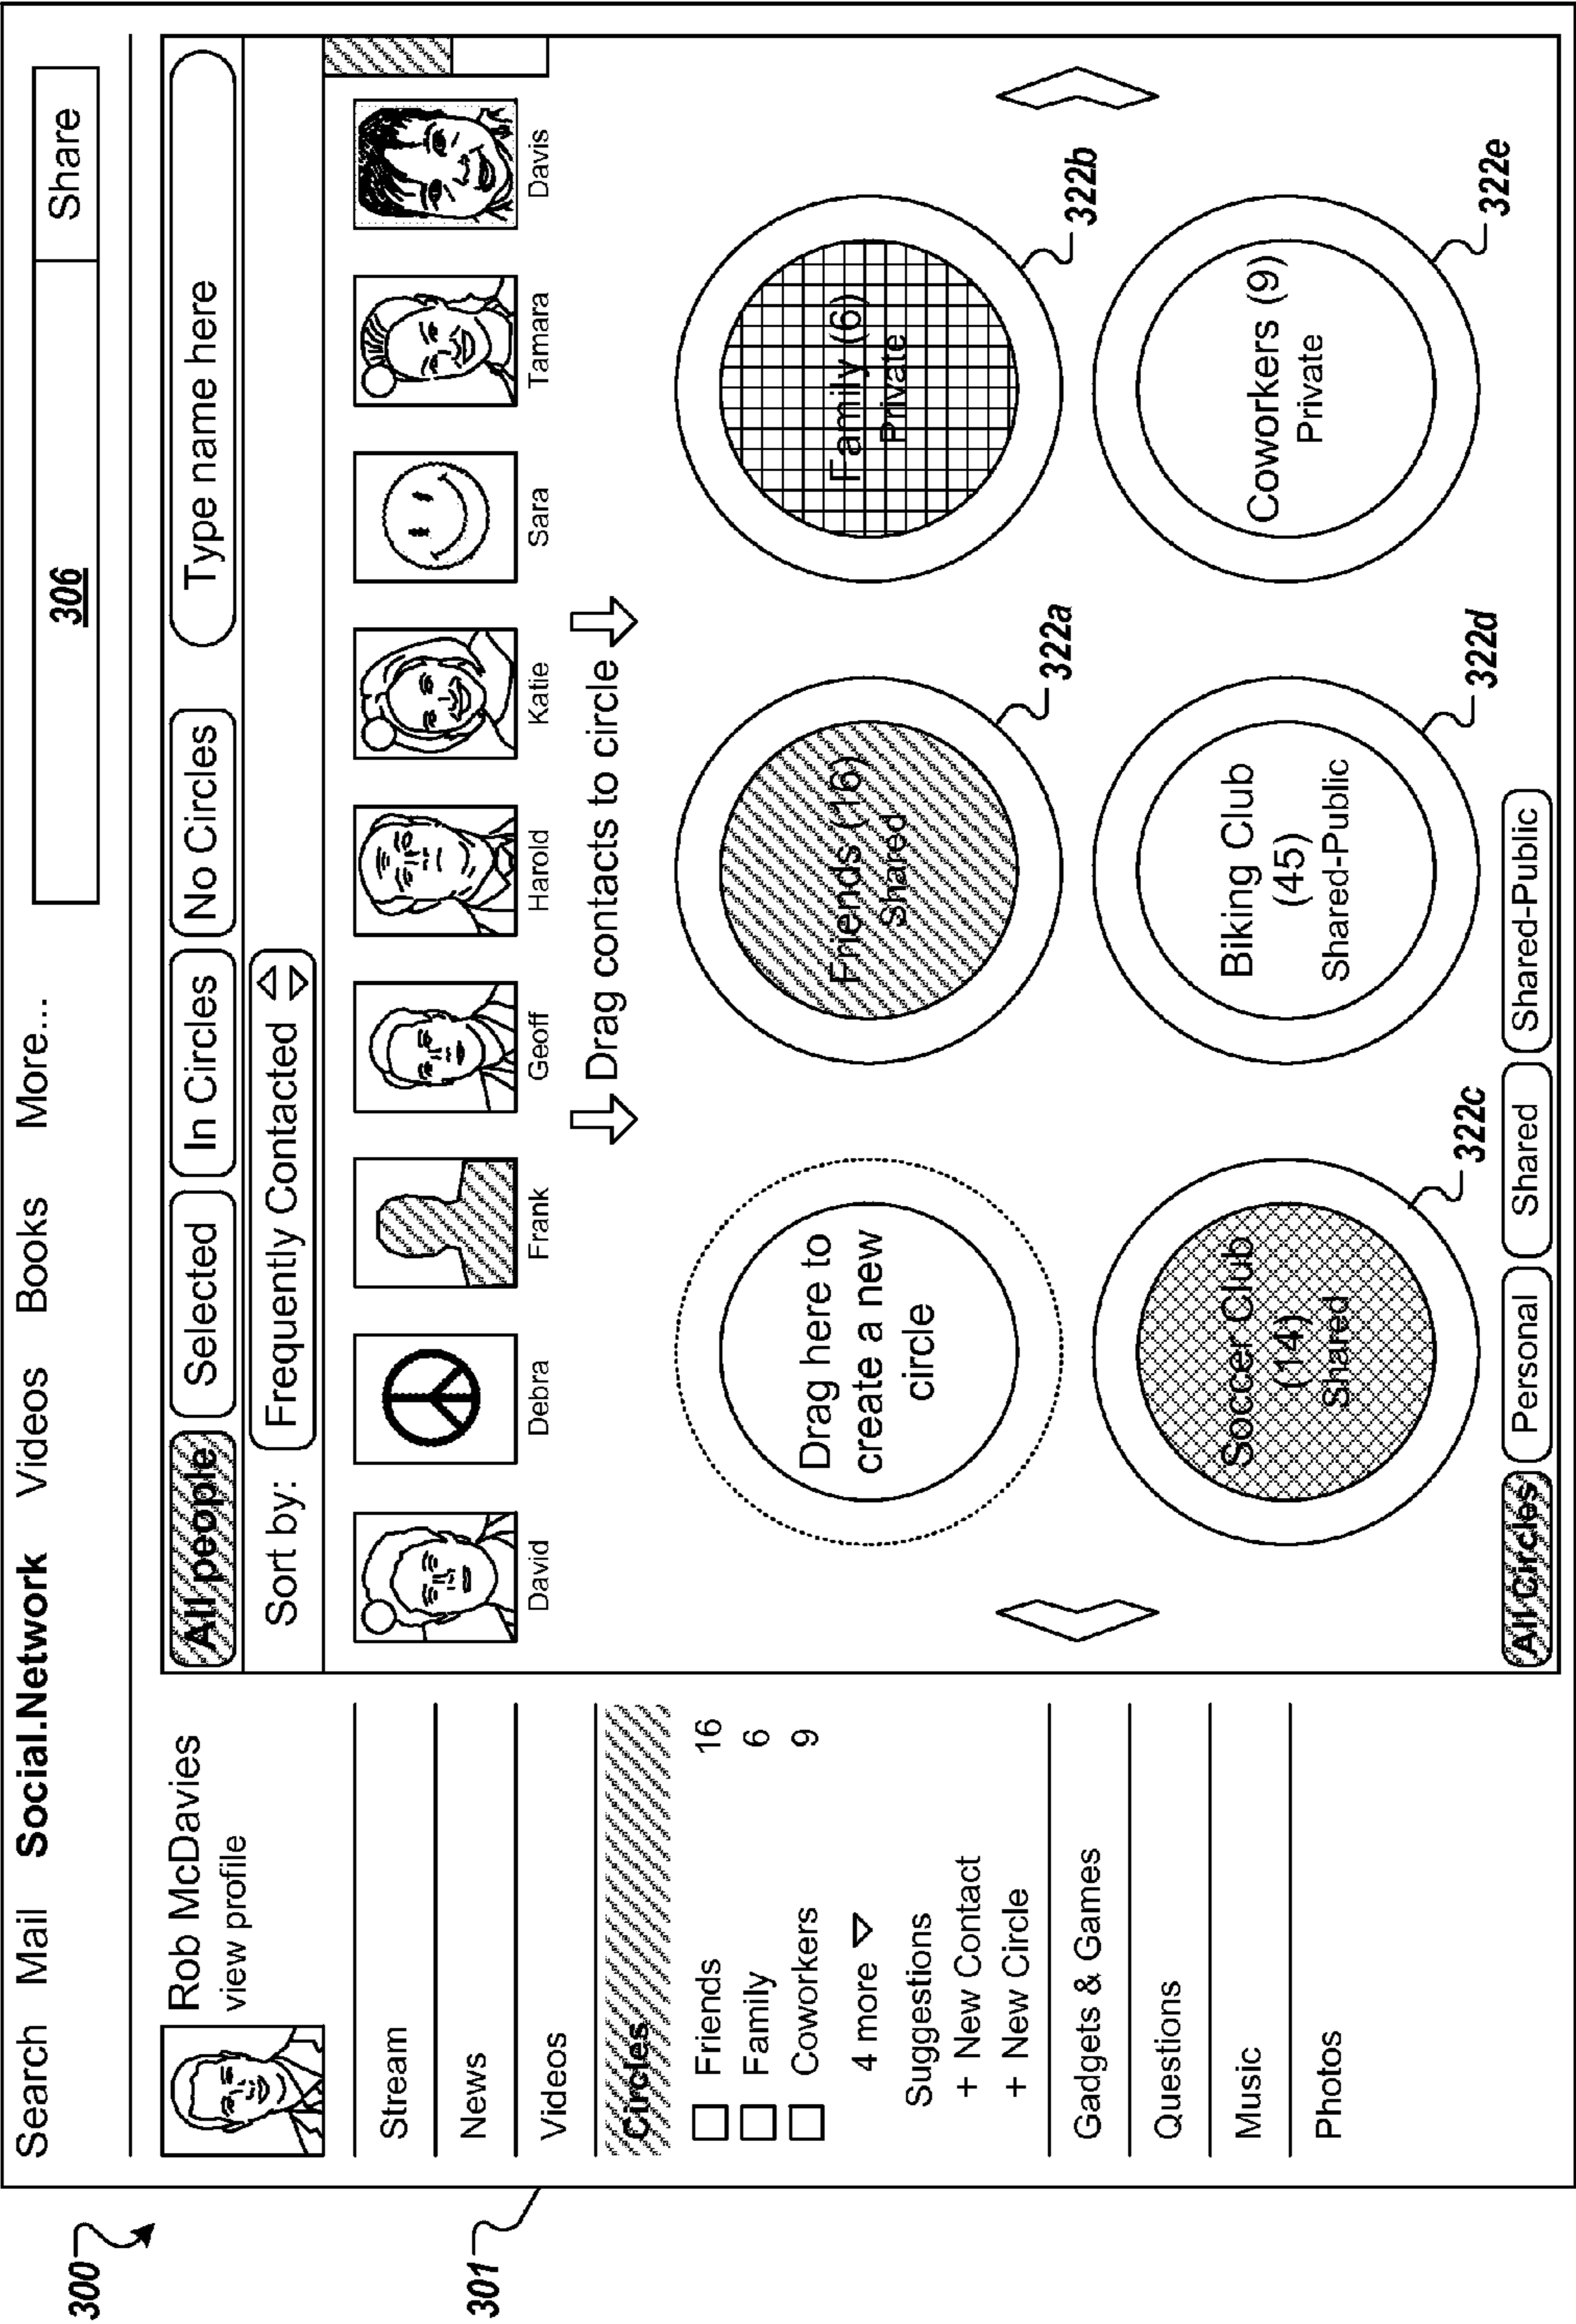 300
301
Search Mail Social.Network Videos Books More...
306
Share
Rob McDavies
view profile
Stream
News
Videos
Circles
Friends 16
Family 6
Coworkers 9
4 more
Suggestions
+ New Contact
+ New Circle
Gadgets & Games
Questions
Music
Photos
All people Selected In Circles No Circles Type name here
Sort by: Frequently Contacted
David Debra Frank Geoff Harold Katie Sara Tamara Davis
Drag contacts to circle
Drag here to
create a new
circle
Friends (16)
Shared
322a
Family (6)
Private
322b
Soccer Club
(14)
Shared
322c
Biking Club
(45)
Shared-Public
322d
Coworkers (9)
Private
322e
All Circles Personal Shared Shared-Public